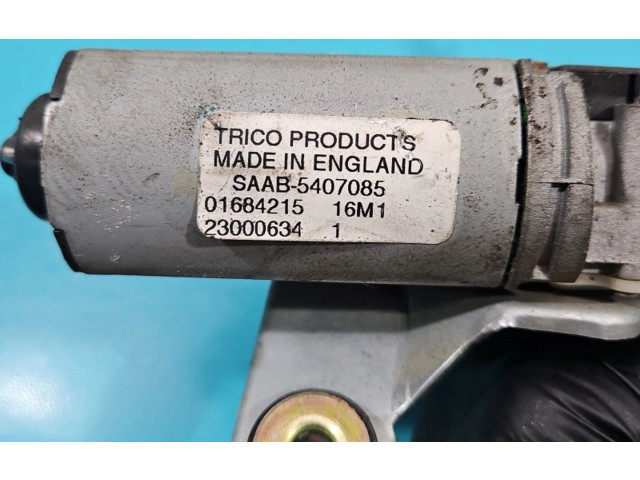 TRICO PRODUCTS
MADE IN ENGLAND
SAAB-5407085
01684215 16M1
23000634 1